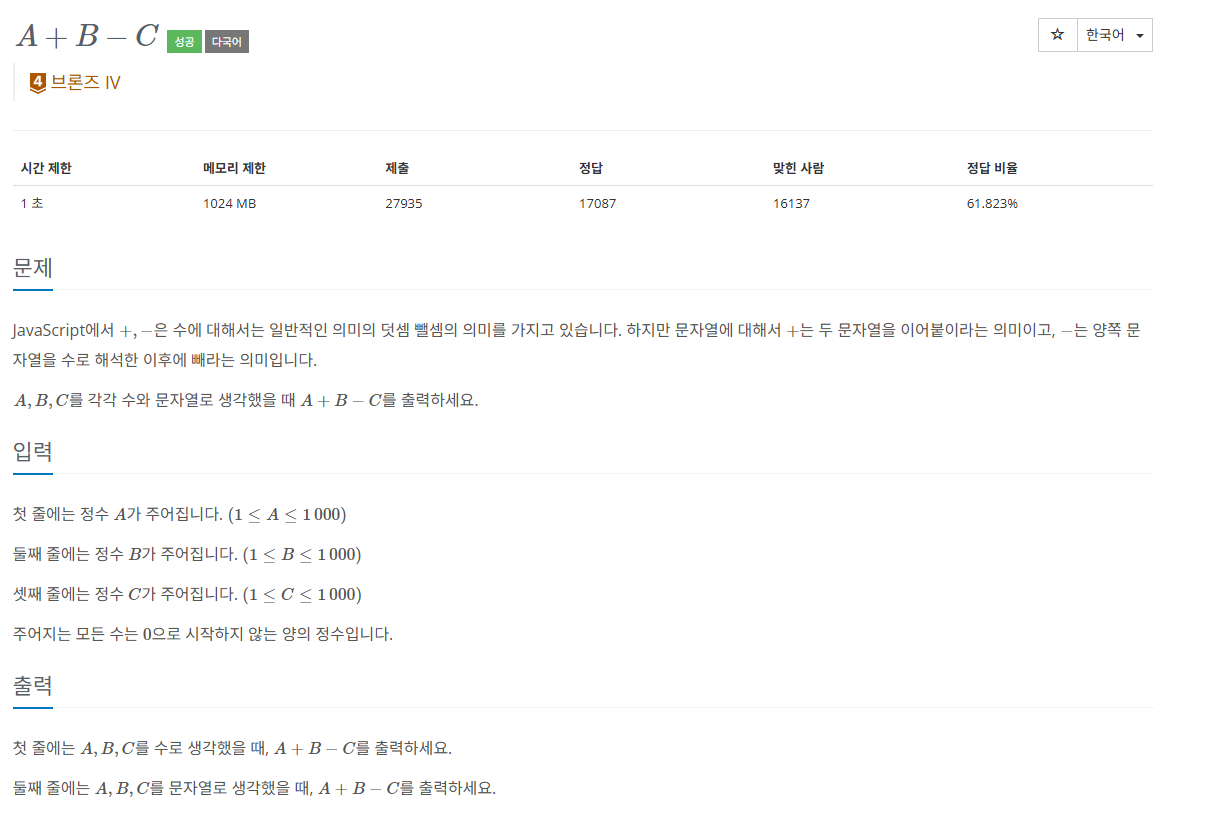 A + B − C 성공 다국어
☆ 한국어
4 브론즈 IV
시간 제한 메모리 제한 제출 정답 맞힌 사람 정답 비율
1 초 1024 MB 27935 17087 16137 61.823%
문제
JavaScript에서 +, −은 수에 대해서는 일반적인 의미의 덧셈 뺄셈의 의미를 가지고 있습니다. 하지만 문자열에 대해서 +는 두 문자열을 이어붙이라는 의미이고, −는 양쪽 문
자열을 수로 해석한 이후에 빼라는 의미입니다.
A, B, C를 각각 수와 문자열로 생각했을 때 A + B − C를 출력하세요.
입력
첫 줄에는 정수 A가 주어집니다. (1 ≤ A ≤ 1 000)
둘째 줄에는 정수 B가 주어집니다. (1 ≤ B ≤ 1 000)
셋째 줄에는 정수 C가 주어집니다. (1 ≤ C ≤ 1 000)
주어지는 모든 수는 0으로 시작하지 않는 양의 정수입니다.
출력
첫 줄에는 A, B, C를 수로 생각했을 때, A + B − C를 출력하세요.
둘째 줄에는 A, B, C를 문자열로 생각했을 때, A + B − C를 출력하세요.